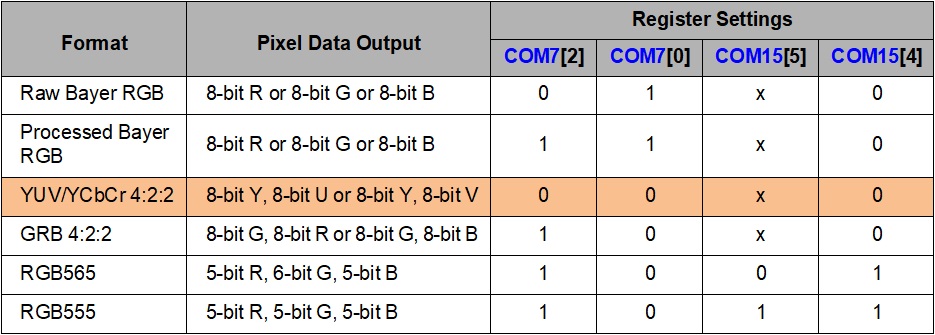 Format Pixel Data Output Register Settings
COM7[2] COM7[0] COM15[5] COM15[4]
Raw Bayer RGB 8-bit R or 8-bit G or 8-bit B 0 1 x 0
Processed Bayer
RGB 8-bit R or 8-bit G or 8-bit B 1 1 x 0
YUV/YCbCr 4:2:2 8-bit Y, 8-bit U or 8-bit Y, 8-bit V 0 0 x 0
GRB 4:2:2 8-bit G, 8-bit R or 8-bit G, 8-bit B 1 0 x 0
RGB565 5-bit R, 6-bit G, 5-bit B 1 0 0 1
RGB555 5-bit R, 5-bit G, 5-bit B 1 0 1 1